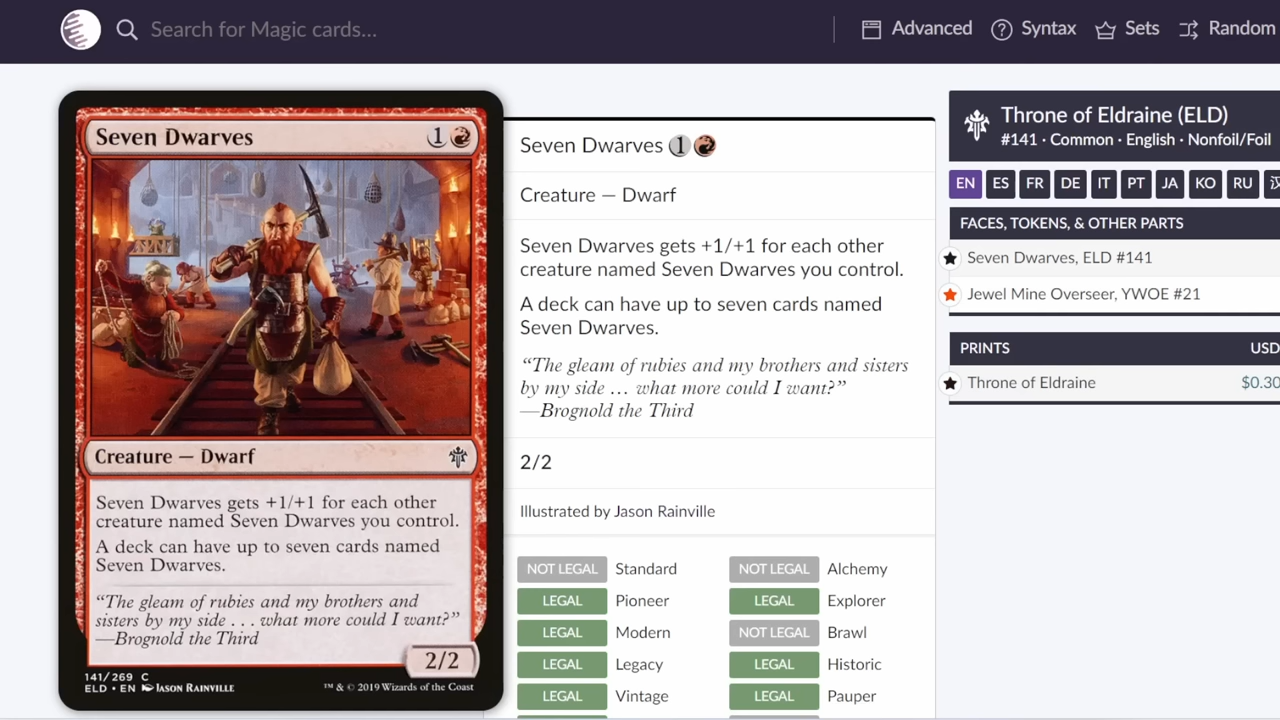 Search for Magic cards...
Advanced
Syntax
Sets
Random
Seven Dwarves 1
Creature — Dwarf
Seven Dwarves gets +1/+1 for each other
creature named Seven Dwarves you control.
A deck can have up to seven cards named
Seven Dwarves.
“The gleam of rubies and my brothers and
sisters by my side . . . what more could I want?”
—Brognold the Third
2/2
141/269 C
ELD • EN JASON RAINVILLE
™ & © 2019 Wizards of the Coast
Seven Dwarves 1
Creature — Dwarf
Seven Dwarves gets +1/+1 for each other
creature named Seven Dwarves you control.
A deck can have up to seven cards named
Seven Dwarves.
“The gleam of rubies and my brothers and sisters
by my side … what more could I want?”
—Brognold the Third
2/2
Illustrated by Jason Rainville
NOT LEGAL Standard NOT LEGAL Alchemy
LEGAL Pioneer LEGAL Explorer
LEGAL Modern NOT LEGAL Brawl
LEGAL Legacy LEGAL Historic
LEGAL Vintage LEGAL Pauper
Throne of Eldraine (ELD)
#141 · Common · English · Nonfoil/Foil
EN ES FR DE IT PT JA KO RU
FACES, TOKENS, & OTHER PARTS
Seven Dwarves, ELD #141
Jewel Mine Overseer, YWOE #21
PRINTS USD
Throne of Eldraine $0.30